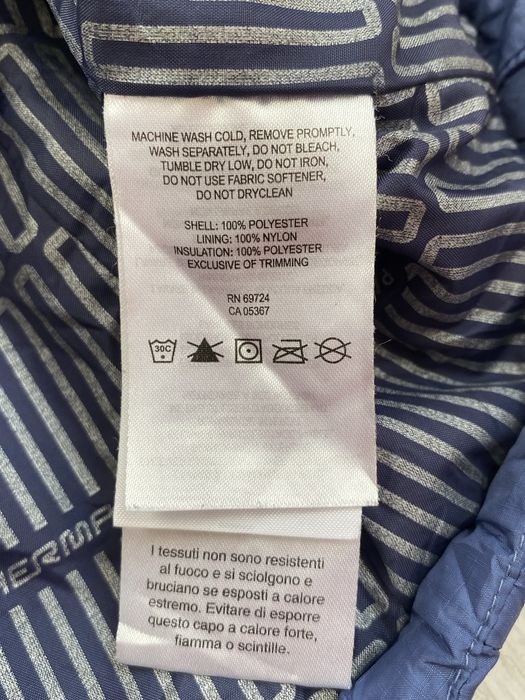 MACHINE WASH COLD, REMOVE PROMPTLY,
WASH SEPARATELY, DO NOT BLEACH,
TUMBLE DRY LOW, DO NOT IRON,
DO NOT USE FABRIC SOFTENER,
DO NOT DRYCLEAN
SHELL: 100% POLYESTER
LINING: 100% NYLON
INSULATION: 100% POLYESTER
EXCLUSIVE OF TRIMMING
RN 69724
CA 05367
30C
I tessuti non sono resistenti
al fuoco e si sciolgono e
bruciano se esposti a calore
estremo. Evitare di esporre
questo capo a calore forte,
fiamma o scintille.